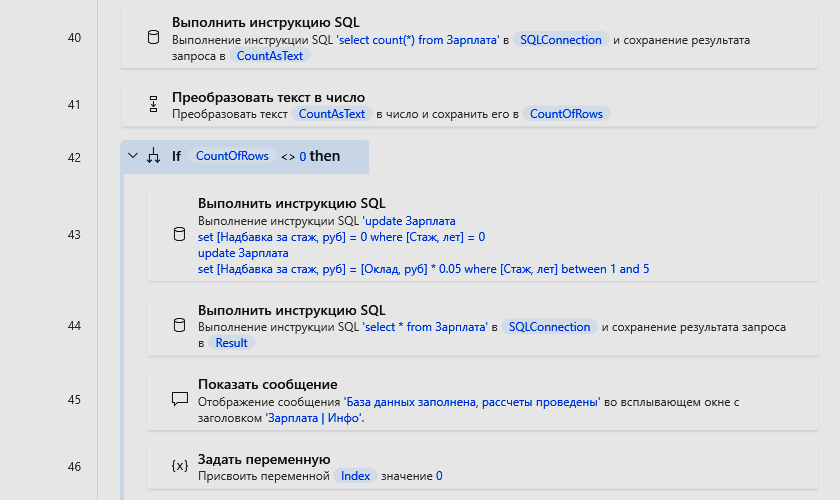 40
Выполнить инструкцию SQL
Выполнение инструкции SQL 'select count(*) from Зарплата' в SQLConnection и сохранение результата
запроса в CountAsText
41
Преобразовать текст в число
Преобразовать текст CountAsText в число и сохранить его в CountOfRows
42
If CountOfRows <> 0 then
43
Выполнить инструкцию SQL
Выполнение инструкции SQL 'update Зарплата
set [Надбавка за стаж, руб] = 0 where [Стаж, лет] = 0
update Зарплата
set [Надбавка за стаж, руб] = [Оклад, руб] * 0.05 where [Стаж, лет] between 1 and 5
44
Выполнить инструкцию SQL
Выполнение инструкции SQL 'select * from Зарплата' в SQLConnection и сохранение результата запроса
в Result
45
Показать сообщение
Отображение сообщения 'База данных заполнена, рассчеты проведены' во всплывающем окне с
заголовком 'Зарплата | Инфо'.
46
{x} Задать переменную
Присвоить переменной Index значение 0